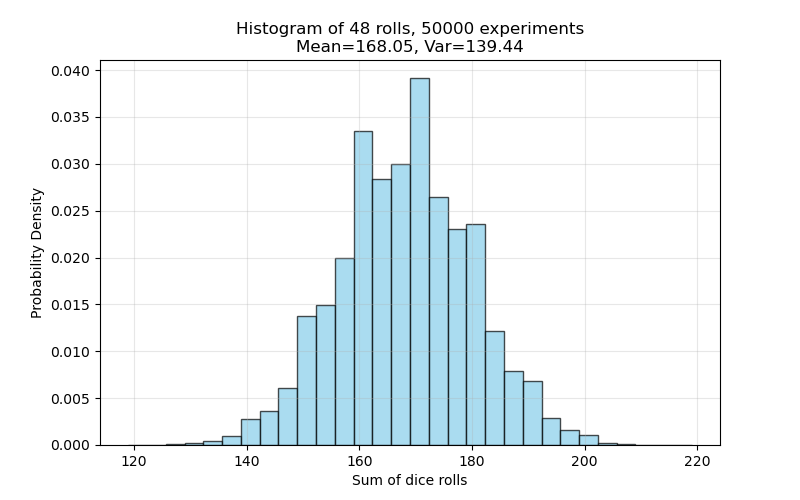 Histogram of 48 rolls, 50000 experiments
Mean=168.05, Var=139.44
0.040
0.035
0.030
0.025
0.020
0.015
0.010
0.005
0.000
Probability Density
120 140 160 180 200 220
Sum of dice rolls